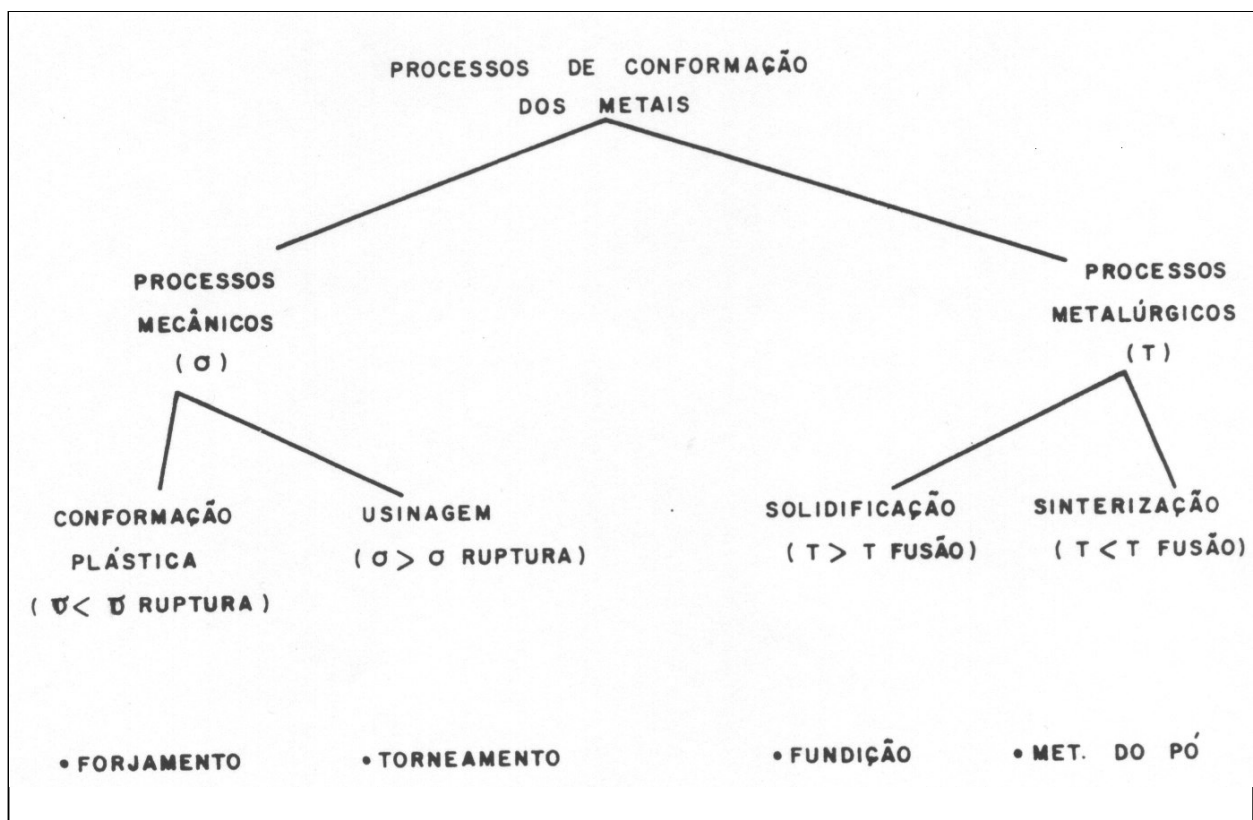 PROCESSOS DE CONFORMAÇÃO
DOS METAIS
PROCESSOS
MECÂNICOS
( σ )
PROCESSOS
METALÚRGICOS
( T )
CONFORMAÇÃO
PLÁSTICA
( σ < σ RUPTURA )
USINAGEM
( σ > σ RUPTURA )
SOLIDIFICAÇÃO
( T > T FUSÃO )
SINTERIZAÇÃO
( T < T FUSÃO )
• FORJAMENTO
• TORNEAMENTO
• FUNDIÇÃO
• MET. DO PÓ